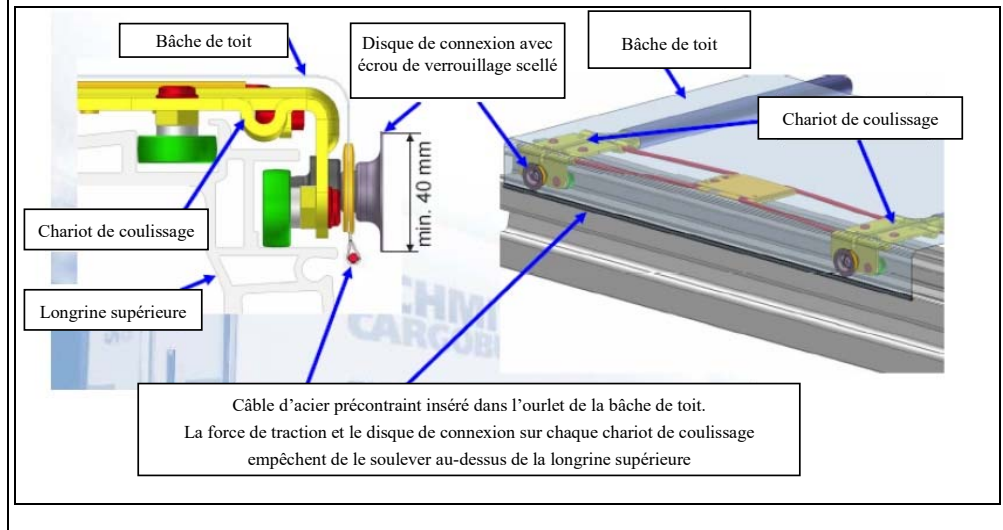 Bâche de toit
Disque de connexion avec
écrou de verrouillage scellé
Bâche de toit
Chariot de coulissage
min. 40 mm
Chariot de coulissage
Longrine supérieure
CARGOB
Câble d’acier précontraint inséré dans l’ourlet de la bâche de toit.
La force de traction et le disque de connexion sur chaque chariot de coulissage
empêchent de le soulever au-dessus de la longrine supérieure